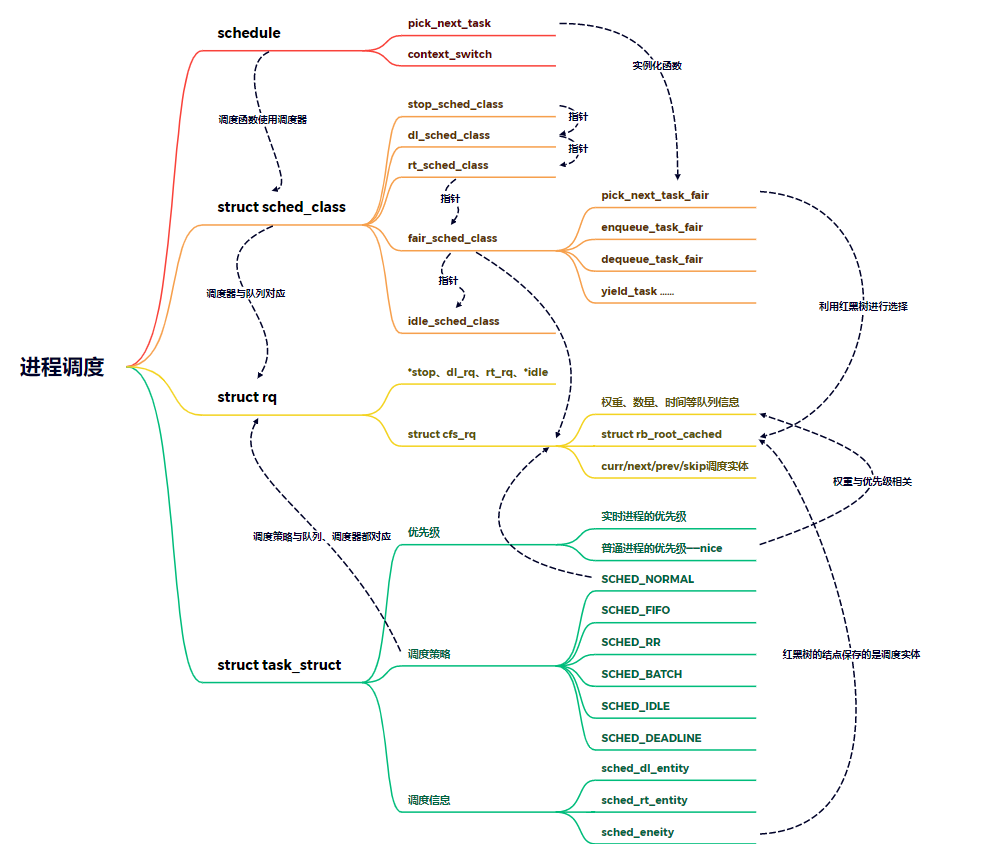 进程调度
schedule
pick_next_task
context_switch
实例化函数
调度函数使用调度器
struct sched_class
stop_sched_class
指针
dl_sched_class
指针
rt_sched_class
指针
fair_sched_class
指针
idle_sched_class
pick_next_task_fair
enqueue_task_fair
dequeue_task_fair
yield_task ......
利用红黑树进行选择
调度器与队列对应
struct rq
*stop、dl_rq、rt_rq、*idle
struct cfs_rq
权重、数量、时间等队列信息
struct rb_root_cached
curr/next/prev/skip调度实体
权重与优先级相关
调度策略与队列、调度器都对应
struct task_struct
优先级
实时进程的优先级
普逼进程的优先级——nice
调度策略
SCHED_NORMAL
SCHED_FIFO
SCHED_RR
SCHED_BATCH
SCHED_IDLE
SCHED_DEADLINE
红黑树的结点保存的是调度实体
调度信息
sched_dl_entity
sched_rt_entity
sched_eneity